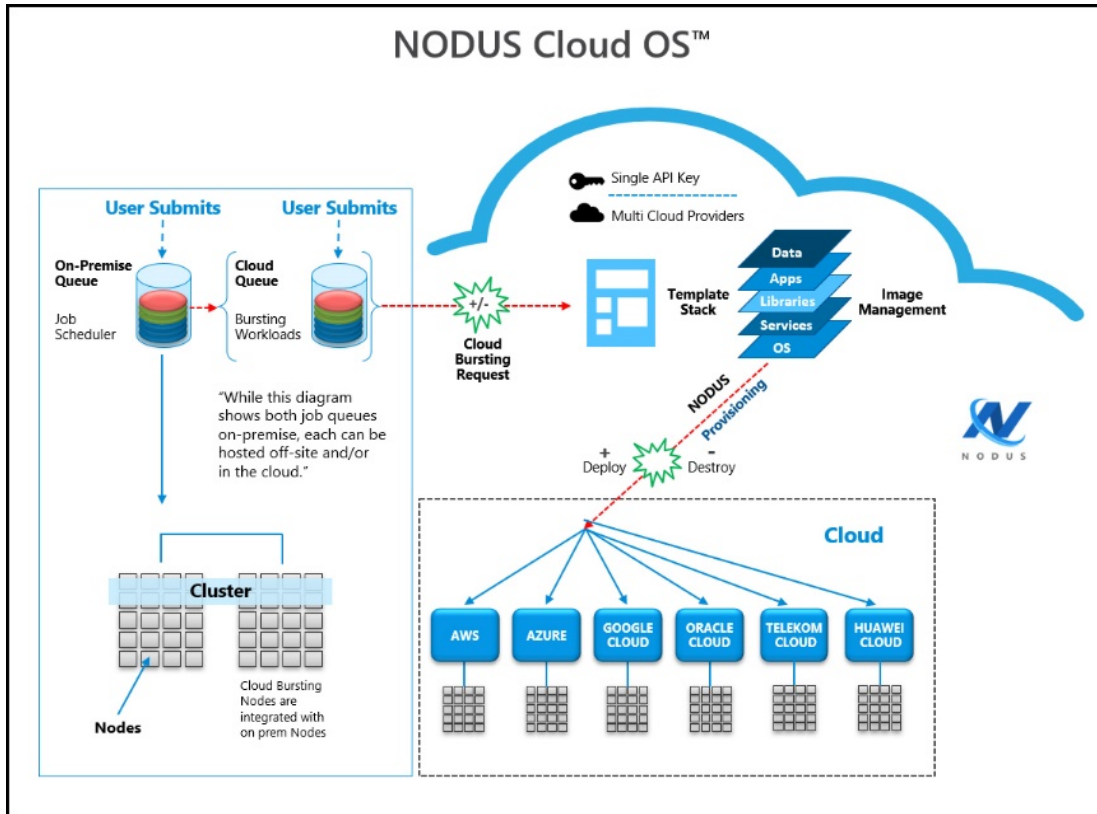 NODUS Cloud OS™
Single API Key
Multi Cloud Providers
User Submits
User Submits
On-Premise
Queue
Job
Scheduler
Cloud
Queue
Bursting
Workloads
+/-
Cloud
Bursting
Request
Template
Stack
Data
Apps
Libraries
Services
OS
Image
Management
"While this diagram
shows both job queues
on-premise, each can be
hosted off-site and/or
in the cloud."
NODUS
Provisioning
+
Deploy
-
Destroy
NODUS
Cluster
Nodes
Cloud Bursting
Nodes are
integrated with
on prem Nodes
Cloud
AWS
AZURE
GOOGLE
CLOUD
ORACLE
CLOUD
TELEKOM
CLOUD
HUAWEI
CLOUD